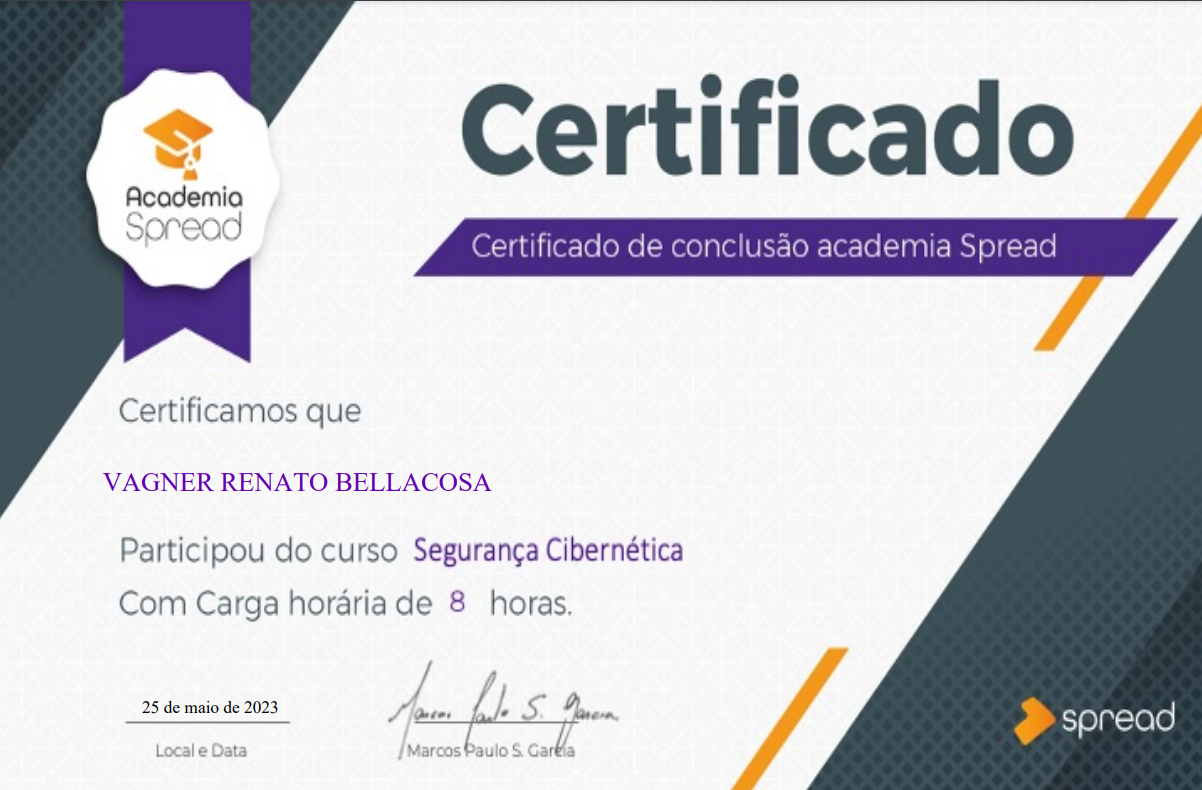 Academia
Spread
Certificado
Certificado de conclusão academia Spread
Certificamos que
VAGNER RENATO BELLACOSA
Participou do curso Segurança Cibernética
Com Carga horária de 8 horas.
25 de maio de 2023
Local e Data
Marcos Paulo S. Garcia
Marcos Paulo S. Garcia
spread